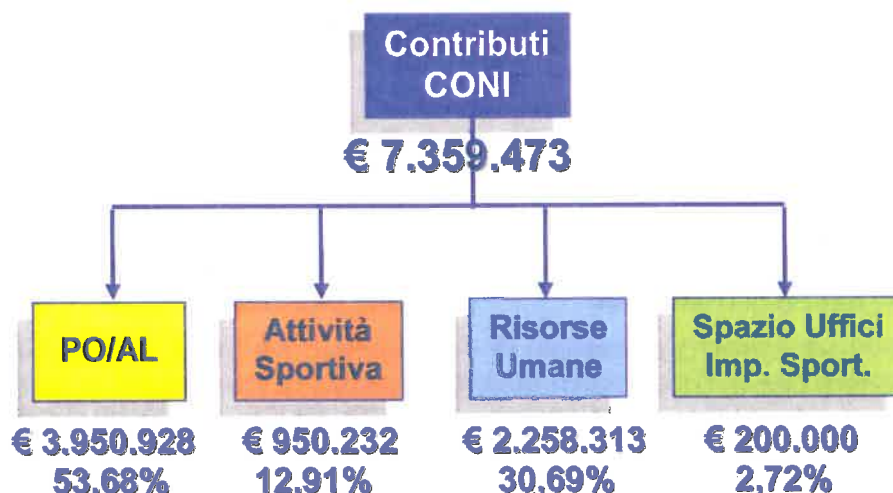 Contributi
CONI
€ 7.359.473
PO/AL
Attività
Sportiva
Risorse
Umane
Spazio Uffici
Imp. Sport.
€ 3.950.928
53,68%
€ 950.232
12,91%
€ 2.258.313
30,69%
€ 200.000
2,72%